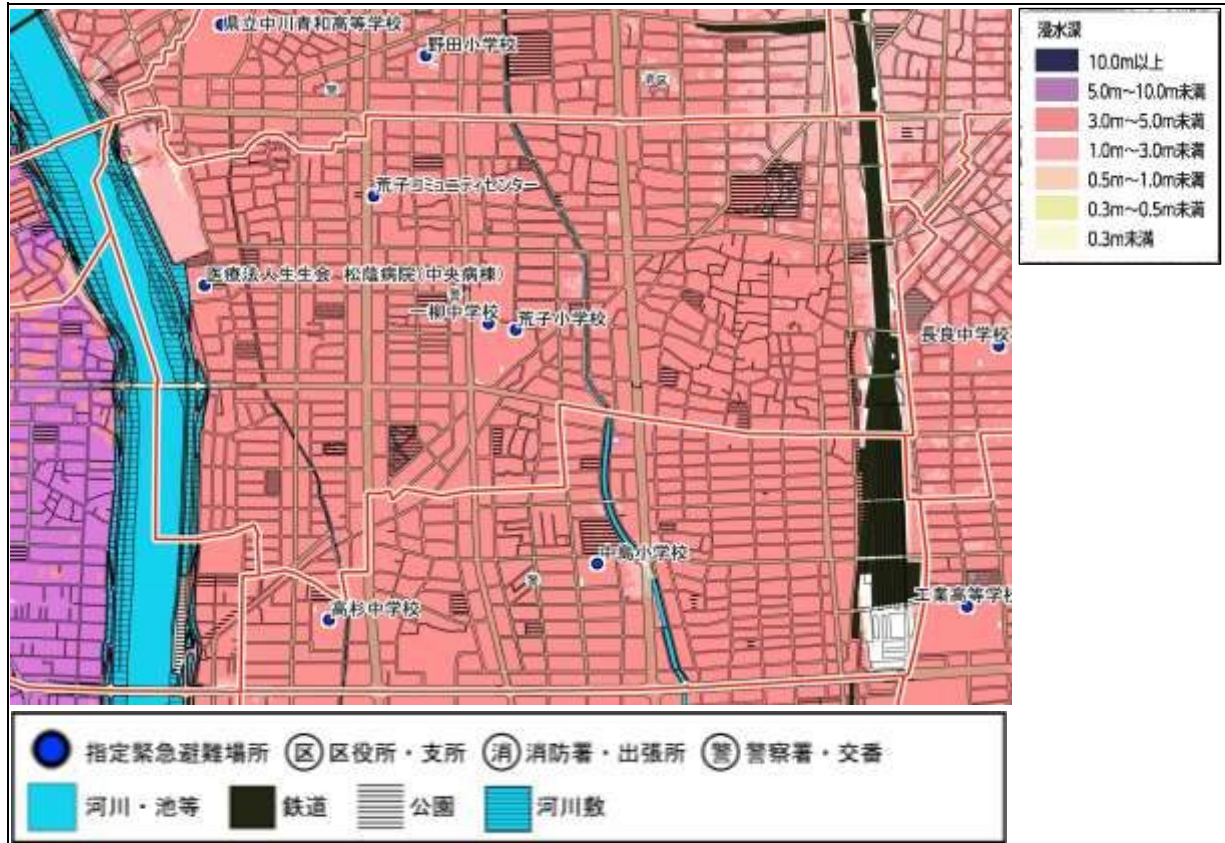 県立中川青和高等学校
野田小学校
消区
警
荒子コミュニティセンター
医療法人生生会 松蔭病院(中央病棟)
警
一柳中学校
荒子小学校
長良中学校
中島小学校
警
高杉中学校
工業高等学校
浸水深
10.0m以上
5.0m~10.0m未満
3.0m~5.0m未満
1.0m~3.0m未満
0.5m~1.0m未満
0.3m~0.5m未満
0.3m未満
指定緊急避難場所 区 区役所・支所 消 消防署・出張所 警 警察署・交番
河川・池等 鉄道 公園 河川敷